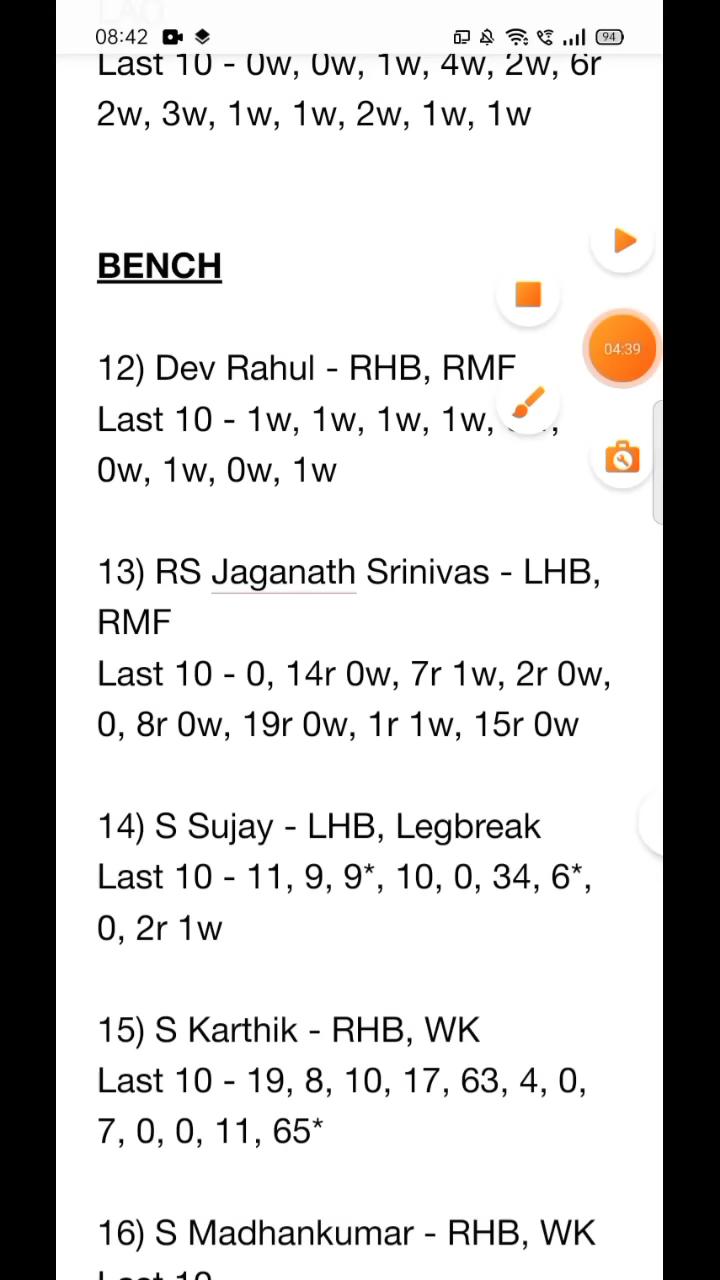 08:42
94
Last 10 - 0w, 0w, 1w, 4w, 2w, 6r
2w, 3w, 1w, 1w, 2w, 1w, 1w
BENCH
04:39
12) Dev Rahul - RHB, RMF
Last 10 - 1w, 1w, 1w, 1w,
0w, 1w, 0w, 1w
13) RS Jaganath Srinivas - LHB,
RMF
Last 10 - 0, 14r 0w, 7r 1w, 2r 0w,
0, 8r 0w, 19r 0w, 1r 1w, 15r 0w
14) S Sujay - LHB, Legbreak
Last 10 - 11, 9, 9*, 10, 0, 34, 6*,
0, 2r 1w
15) S Karthik - RHB, WK
Last 10 - 19, 8, 10, 17, 63, 4, 0,
7, 0, 0, 11, 65*
16) S Madhankumar - RHB, WK
Last 10